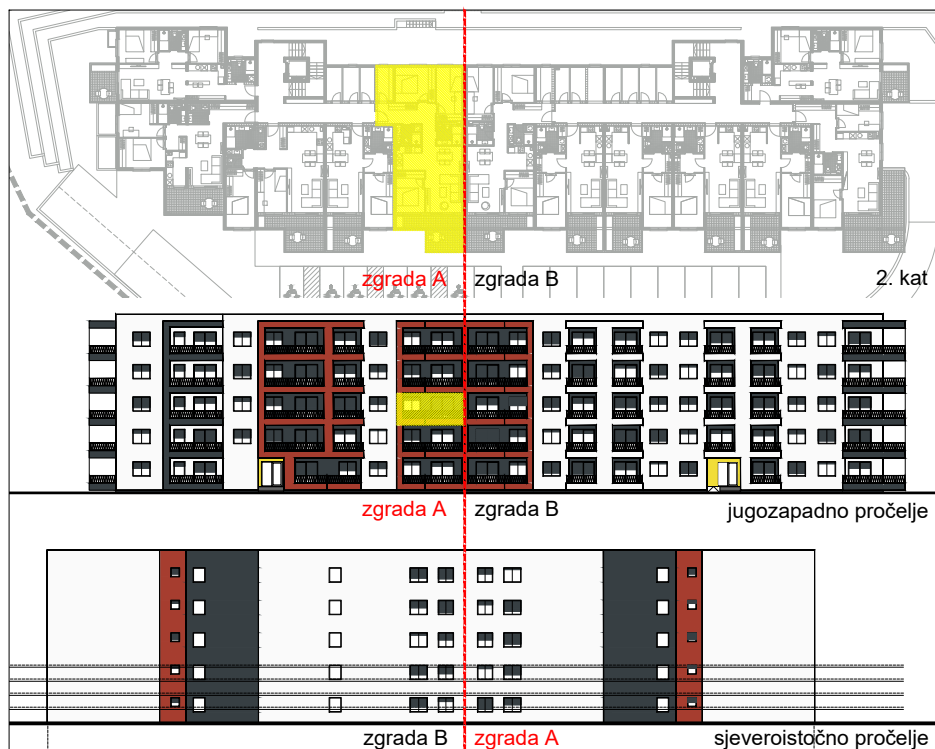 zgrada A zgrada B 2. kat
zgrada A zgrada B jugozapadno pročelje
zgrada B zgrada A sjeveroistočno pročelje